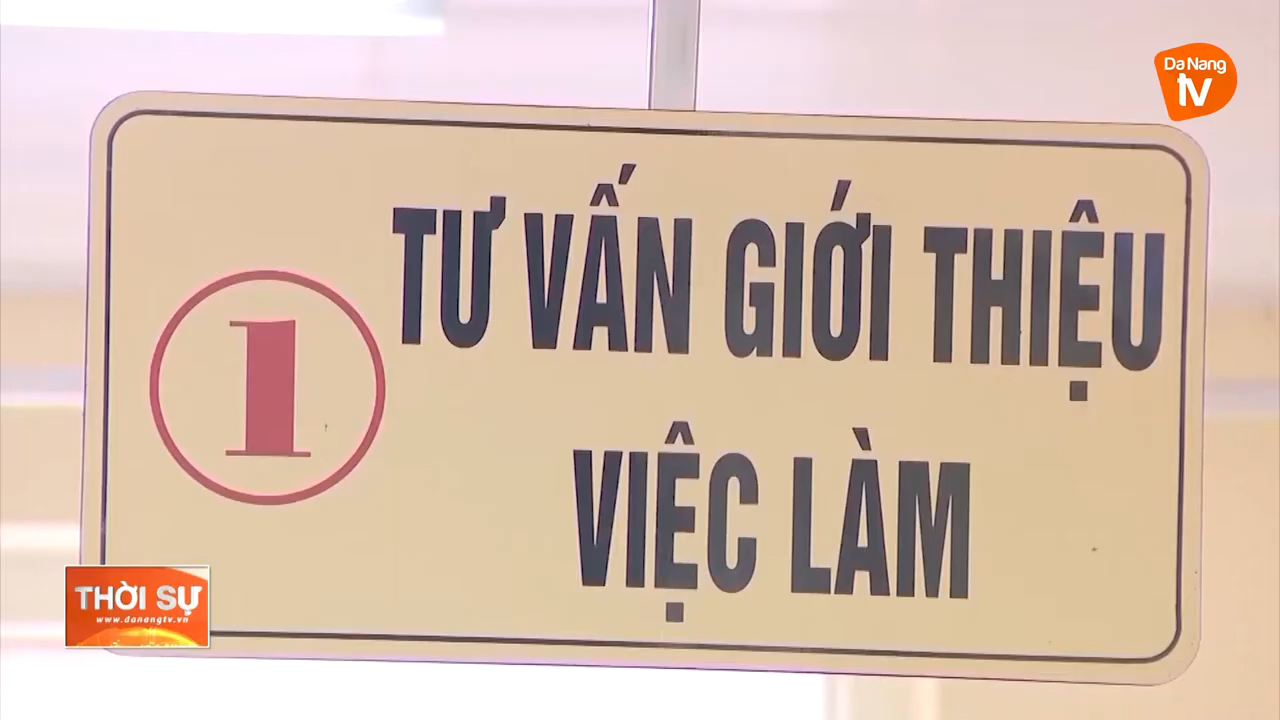 Da Nang
tv
1
TƯ VẤN GIỚI THIỆU
VIỆC LÀM
THỜI SỰ
www.danangtv.vn